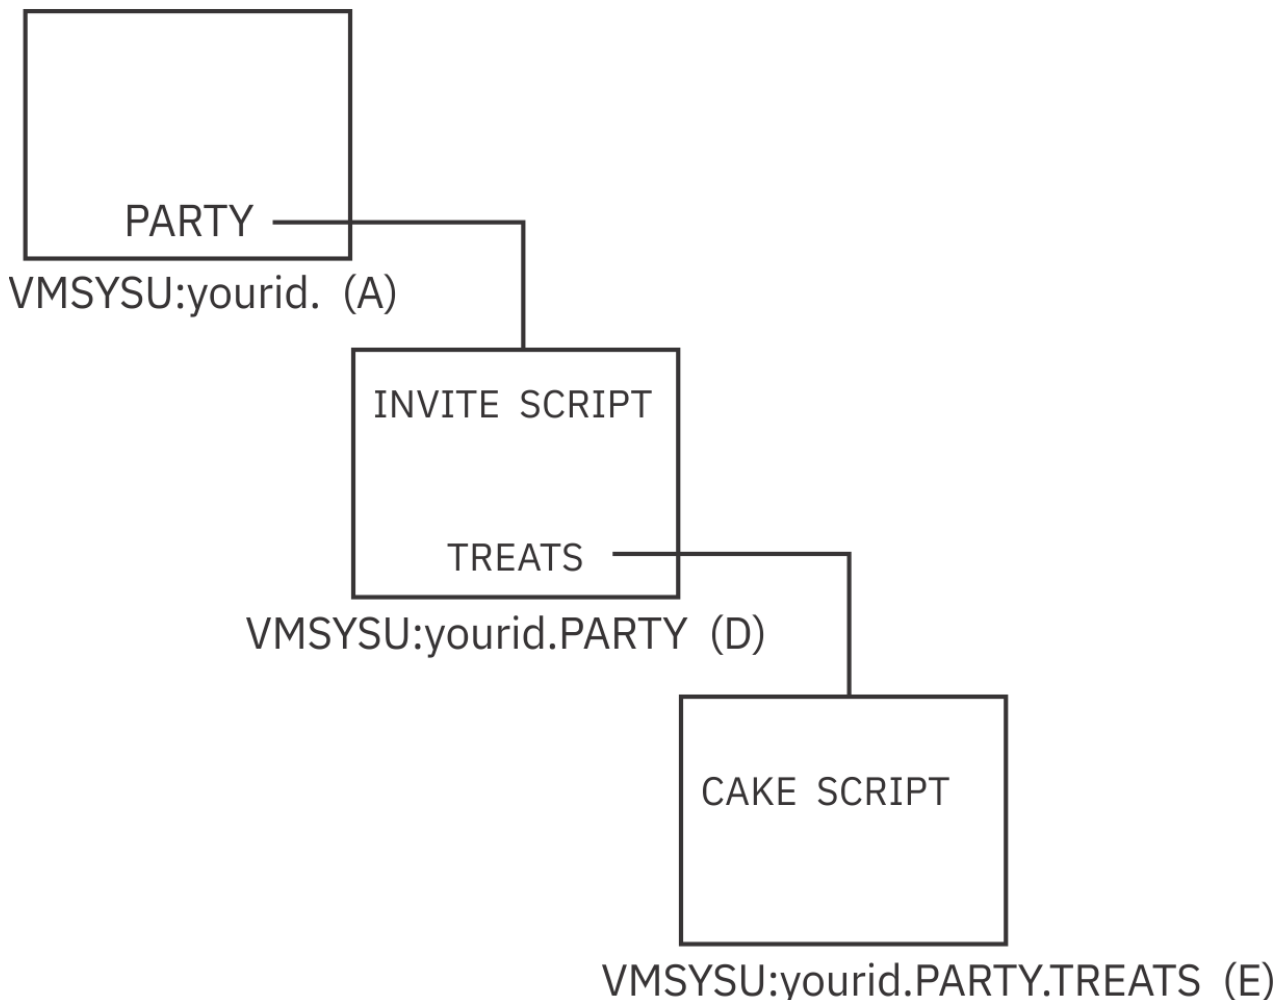 PARTY
VMSYSU:yourid. (A)
INVITE SCRIPT
TREATS
VMSYSU:yourid.PARTY (D)
CAKE SCRIPT
VMSYSU:yourid.PARTY.TREATS (E)